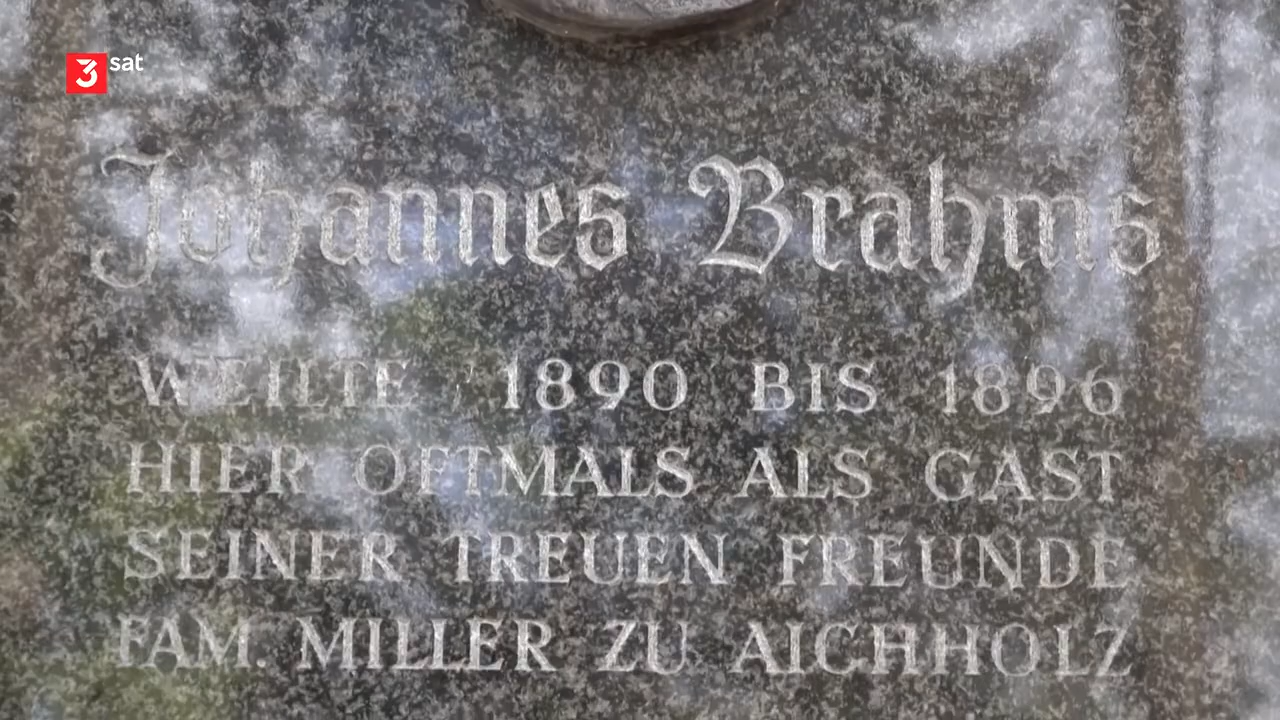 3sat
Johannes Brahms
WEILTE 1890 BIS 1896
HIER OFTMALS ALS GAST
SEINER TREUEN FREUNDE
FAM. MILLER ZU AICHHOLZ